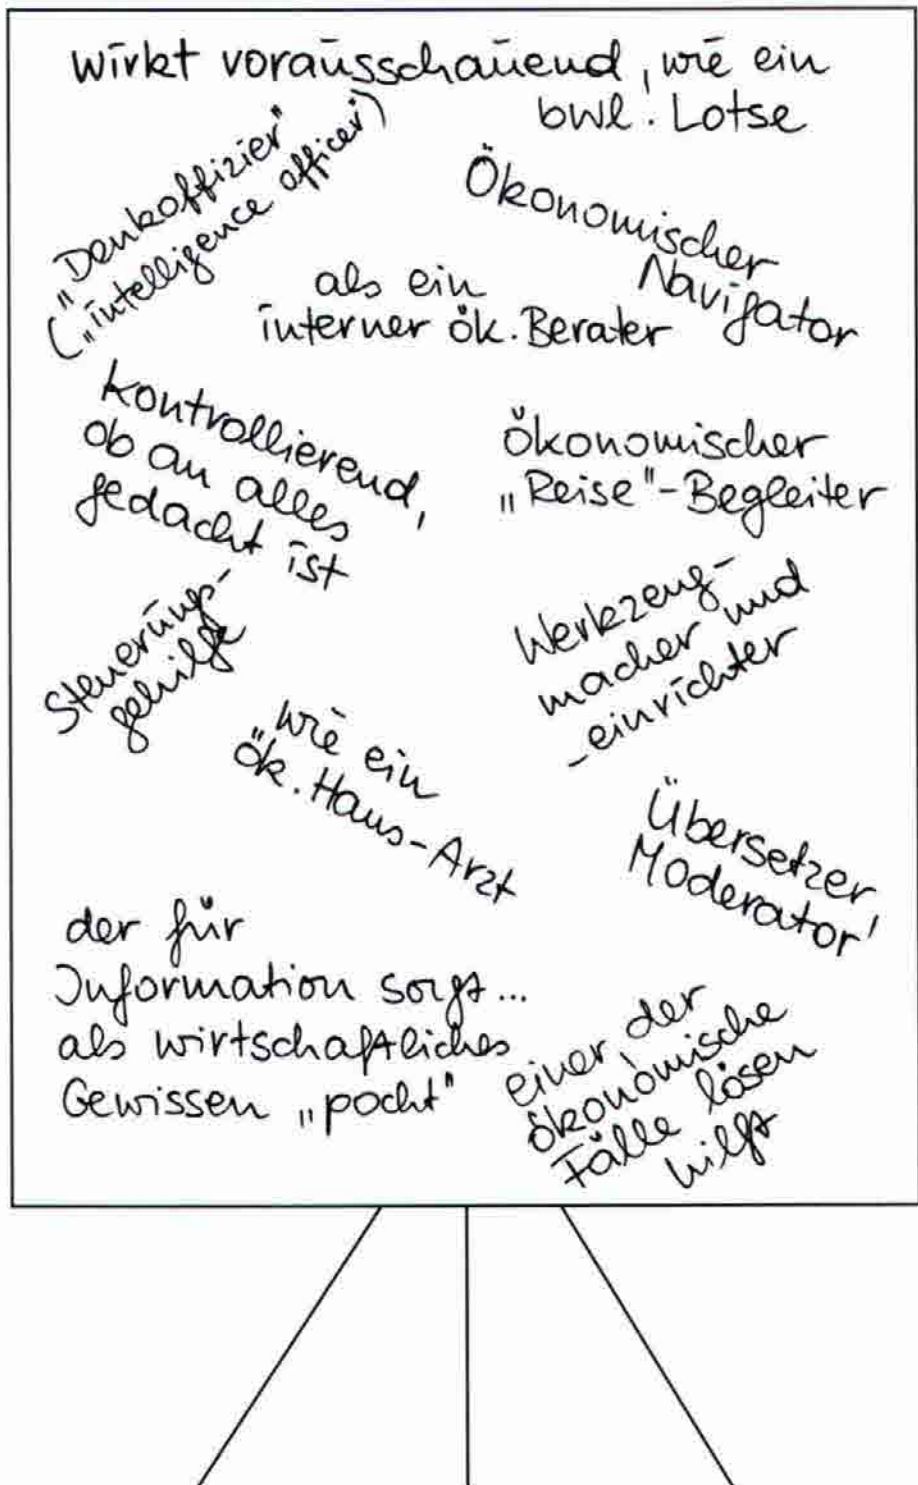 wirkt vorausschauend, wie ein
bwl. Lotse
"Denkoffizier"
("intelligence officer")
Ökonomischer
Navigator
als ein
interner ök. Berater
kontrollierend,
ob an alles
gedacht ist
Ökonomischer
„Reise"-Begleiter
Steuerungs-
gehilfe
Werkzeug-
macher und
-einrichter
"wie ein
Ök. Haus-Arzt
Übersetzer
Moderator'
der für
Information sorgt...
als wirtschaftliches
Gewissen „pocht"
einer, der
ökonomische
Fälle lösen
hilft